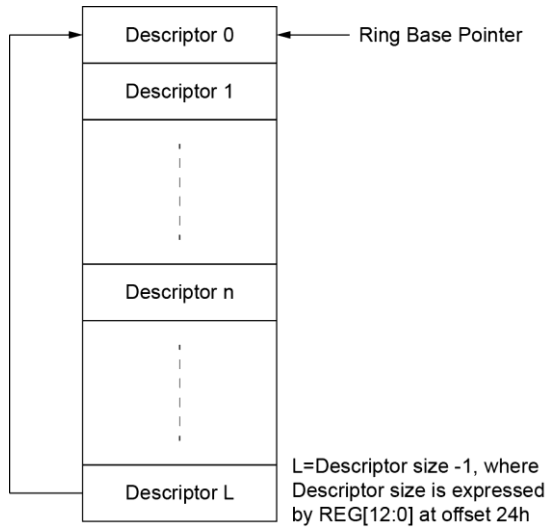 Descriptor 0
Ring Base Pointer
Descriptor 1
Descriptor n
Descriptor L
L=Descriptor size -1, where
Descriptor size is expressed
by REG[12:0] at offset 24h